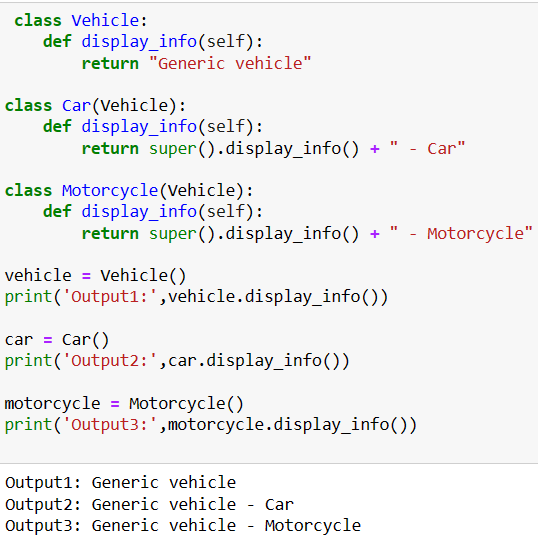 class Vehicle:
    def display_info(self):
        return "Generic vehicle"

class Car(Vehicle):
    def display_info(self):
        return super().display_info() + " - Car"

class Motorcycle(Vehicle):
    def display_info(self):
        return super().display_info() + " - Motorcycle"

vehicle = Vehicle()
print('Output1:',vehicle.display_info())

car = Car()
print('Output2:',car.display_info())

motorcycle = Motorcycle()
print('Output3:',motorcycle.display_info())

Output1: Generic vehicle
Output2: Generic vehicle - Car
Output3: Generic vehicle - Motorcycle